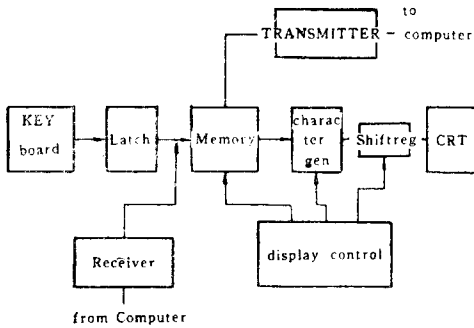 to
TRANSMITTER – computer
KEY
board
Latch
Memory
charac
ter
gen
Shiftreg
CRT
Receiver
display control
from Computer